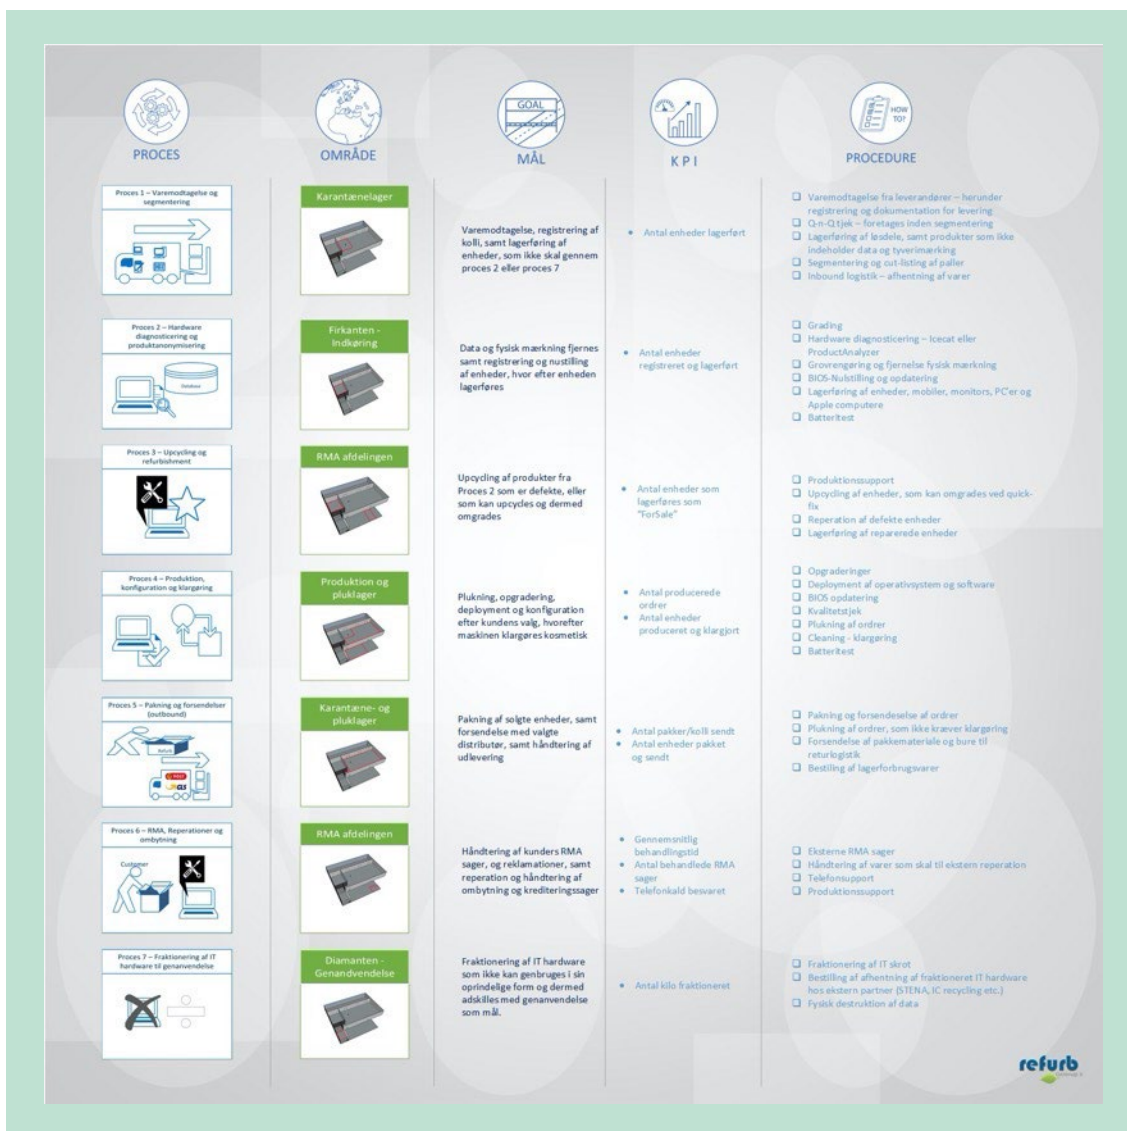 PROCES
OMRÅDE
GOAL
MÅL
KPI
HOW
TO?
PROCEDURE
Proces 1 – Varemodtagelse og
segmentering
Karantænelager
Varemodtagelse, registrering af
kolli, samt lagerføring af
enheder, som ikke skal gennem
proces 2 eller proces 7
• Antal enheder lagerført
❑ Varemodtagelse fra leverandører – herunder
registrering og dokumentation for levering
❑ Q-n-Q tjek – foretages inden segmentering
❑ Lagerføring af løsdele, samt produkter som ikke
indeholder data og tyverimærking
❑ Segmentering og cut-listing af paller
❑ Inbound logistik – afhentning af varer
Proces 2 – Hardware
diagnosticering og
produktanonymisering
Database
Firkanten -
Indkøring
Data og fysisk mærkning fjernes
samt registrering og nustilling
af enheder, hvor efter enheden
lagerføres
• Antal enheder
registreret og lagerført
❑ Grading
❑ Hardware diagnosticering – Icecat eller
ProductAnalyzer
❑ Grovrengøring og fjernelse fysisk mærkning
❑ BIOS-Nulstilling og opdatering
❑ Lagerføring af enheder, mobiler, monitors, PC'er og
Apple computere
❑ Batteritest
Proces 3 – Upcycling og
refurbishment
RMA afdelingen
Upcycling af produkter fra
Proces 2 som er defekte, eller
som kan upcycles og dermed
omgrades
• Antal enheder som
lagerføres som
"ForSale"
❑ Produktionssupport
❑ Upcycling af enheder, som kan omgrades ved quick-
fix
❑ Reperation af defekte enheder
❑ Lagerføring af reparerede enheder
Proces 4 – Produktion,
konfiguration og klargøring
Produktion og
pluklager
Plukning, opgradering,
deployment og konfiguration
efter kundens valg, hvorefter
maskinen klargøres kosmetisk
• Antal producerede
ordrer
• Antal enheder
produceret og klargjort
❑ Opgraderinger
❑ Deployment af operativsystem og software
❑ BIOS opdatering
❑ Kvalitetstjek
❑ Plukning af ordrer
❑ Cleaning - klargøring
❑ Batteritest
Proces 5 – Pakning og forsendelser
(outbound)
Refurb
GLS
Karantæne- og
pluklager
Pakning af solgte enheder, samt
forsendelse med valgte
distributør, samt håndtering af
udlevering
• Antal pakker/kolli sendt
• Antal enheder pakket
og sendt
❑ Pakning og forsendeselse af ordrer
❑ Plukning af ordrer, som ikke kræver klargøring
❑ Forsendelse af pakkemateriale og bure til
returlogistik
❑ Bestiling af lagerforbrugsvarer
Proces 6 – RMA, Reperationer og
ombytning
Customer
RMA afdelingen
Håndtering af kunders RMA
sager, og reklamationer, samt
reperation og håndtering af
ombytning og krediteringssager
• Gennemsnitlig
behandlingstid
• Antal behandlede RMA
sager
• Telefonkald besvaret
❑ Eksterne RMA sager
❑ Håndtering af varer som skal til ekstern reperation
❑ Telefonsupport
❑ Produktionssupport
Proces 7 – Fraktionering af IT
hardware til genanvendelse
Diamanten -
Genandvendelse
Fraktionering af IT hardware
som ikke kan genbruges i sin
oprindelige form og dermed
adskilles med genanvendelse
som mål.
• Antal kilo fraktioneret
❑ Fraktionering af IT skrot
❑ Bestilling af afhentning af fraktioneret IT hardware
hos ekstern partner (STENA, IC recycling etc.)
❑ Fysisk destruktion af data
refurb